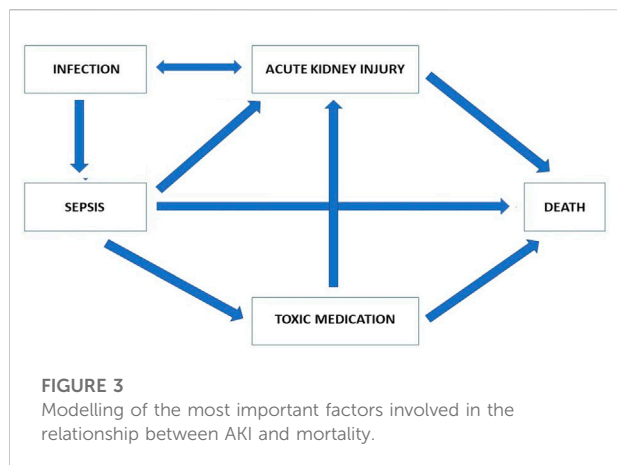 INFECTION
ACUTE KIDNEY INJURY
SEPSIS
DEATH
TOXIC MEDICATION
FIGURE 3
Modelling of the most important factors involved in the
relationship between AKI and mortality.